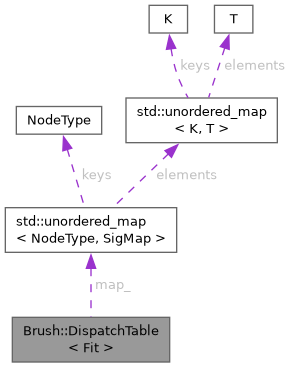 K
T
keys
elements
std::unordered_map
< K, T >
NodeType
keys
elements
std::unordered_map
< NodeType, SigMap >
map_
Brush::DispatchTable
< Fit >